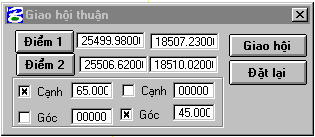 Giao hội thuận
Điểm 1 25499.9800 18507.2300 Giao hội
Điểm 2 25506.6200 18510.0200 Đặt lại
Cạnh 65.000 Cạnh 00000
Góc 00000 Góc 45.000